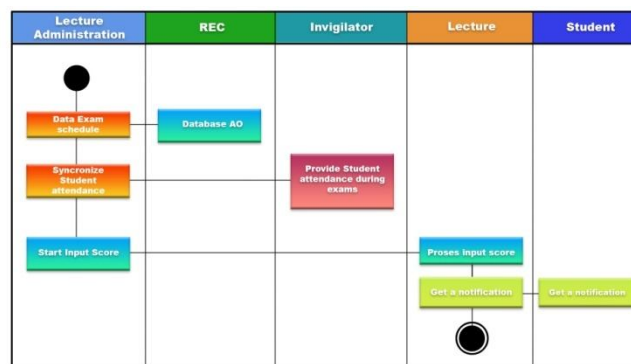 Lecture
Administration
REC
Invigilator
Lecture
Student
Data Exam
schedule
Database AO
Syncronize
Student
attendance
Provide Student
attendance during
exams
Start Input Score
Proses input score
Get a notification
Get a notification